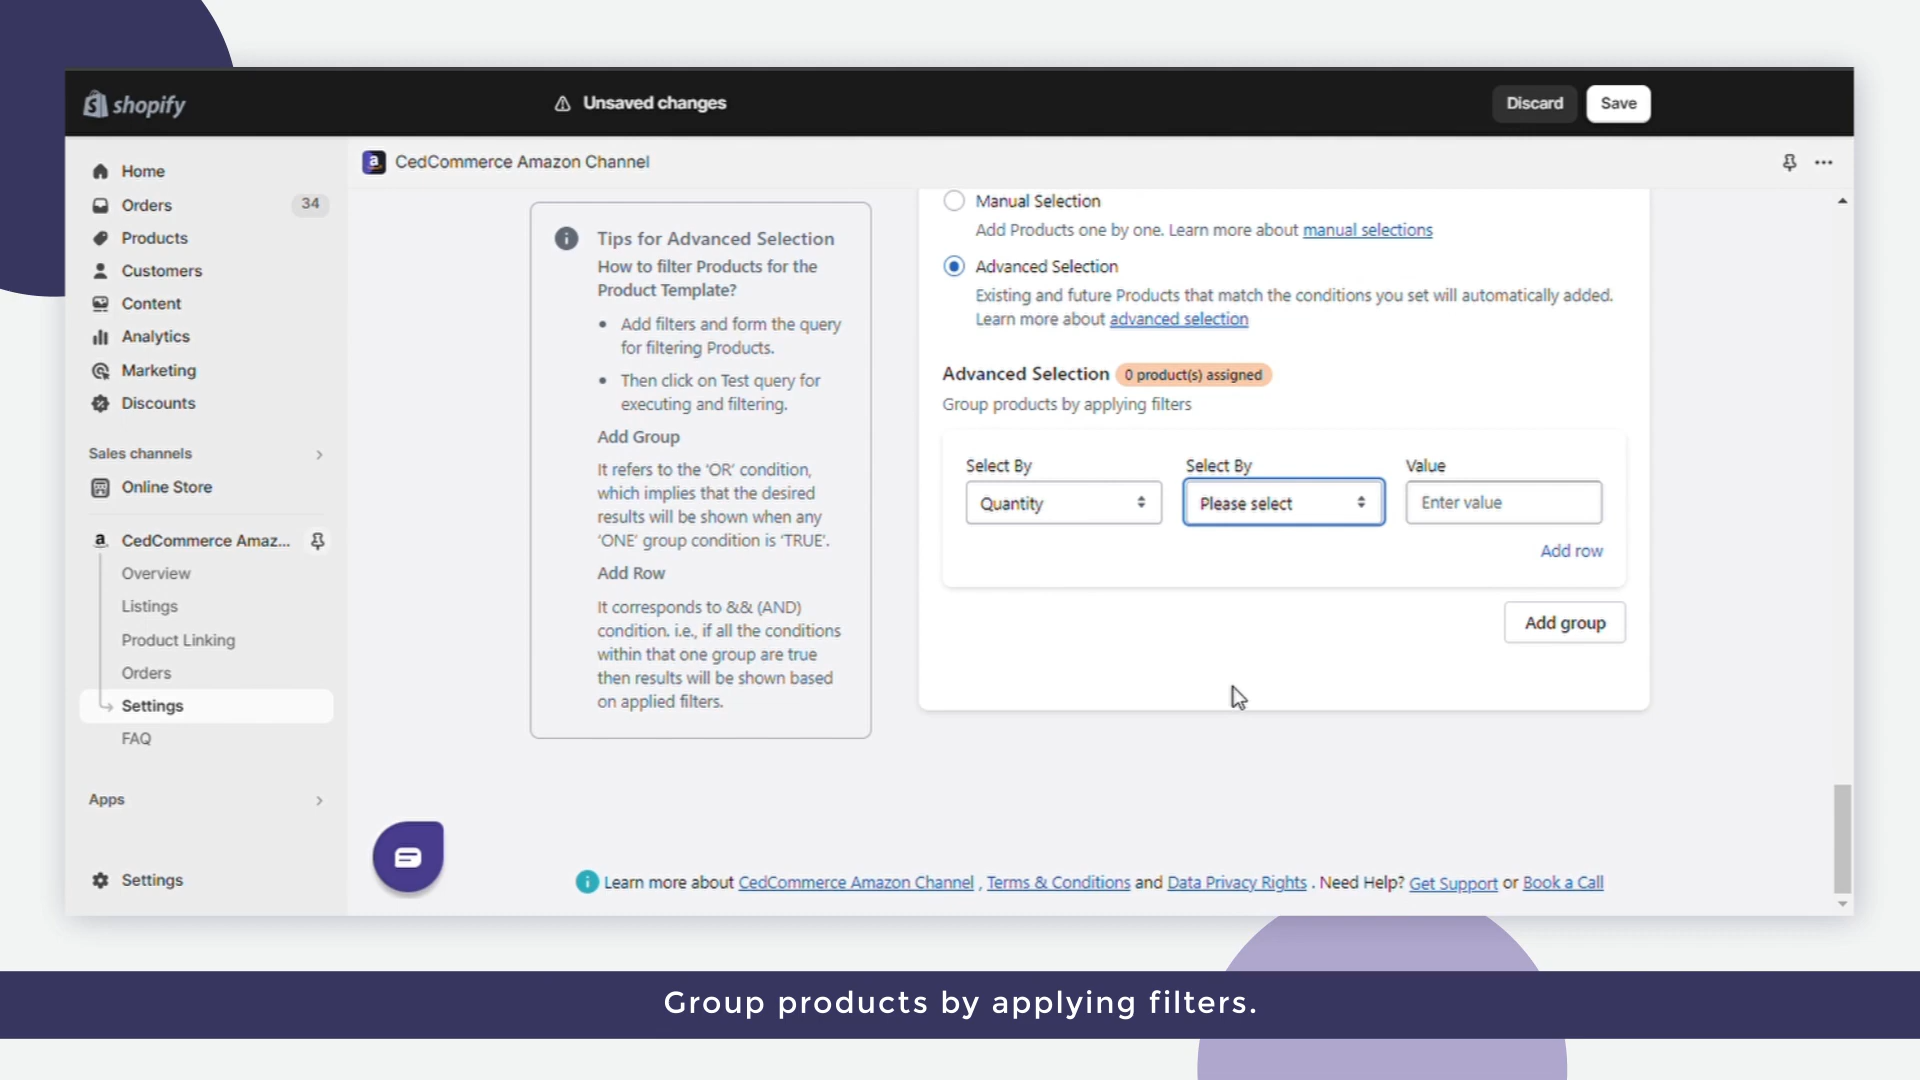 shopify
Unsaved changes
Discard
Save
Home
Orders
34
Products
Customers
Content
Analytics
Marketing
Discounts
Sales channels
Online Store
a CedCommerce Amaz...
Overview
Listings
Product Linking
Orders
Settings
FAQ
Apps
Settings
a CedCommerce Amazon Channel
Tips for Advanced Selection
How to filter Products for the
Product Template?
• Add filters and form the query
for filtering Products.
• Then click on Test query for
executing and filtering.
Add Group
It refers to the ‘OR’ condition,
which implies that the desired
results will be shown when any
‘ONE’ group condition is ‘TRUE’.
Add Row
It corresponds to && (AND)
condition. i.e., if all the conditions
within that one group are true
then results will be shown based
on applied filters.
Manual Selection
Add Products one by one. Learn more about manual selections
Advanced Selection
Existing and future Products that match the conditions you set will automatically added.
Learn more about advanced selection
Advanced Selection 0 product(s) assigned
Group products by applying filters
Select By
Select By
Value
Quantity
Please select
Enter value
Add row
Add group
Learn more about CedCommerce Amazon Channel , Terms & Conditions and Data Privacy Rights . Need Help? Get Support or Book a Call
Group products by applying filters.